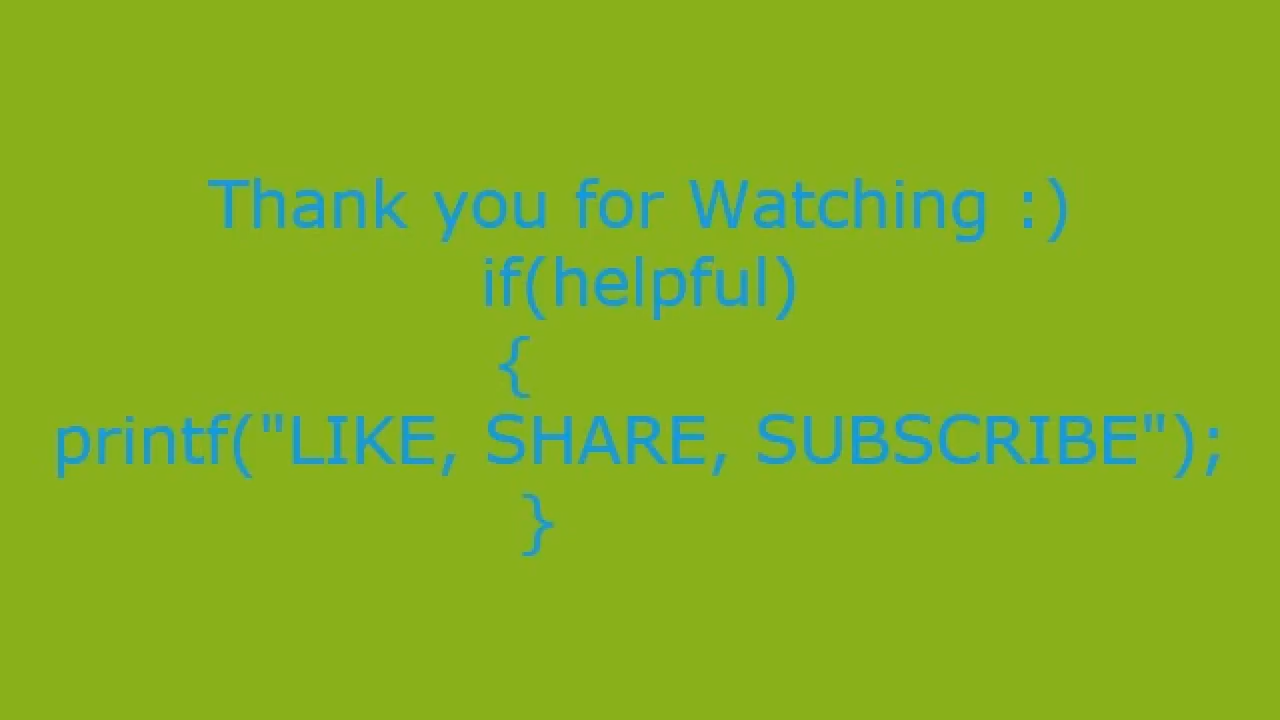 Thank you for Watching :)
if(helpful)
{
printf("LIKE, SHARE, SUBSCRIBE");
}